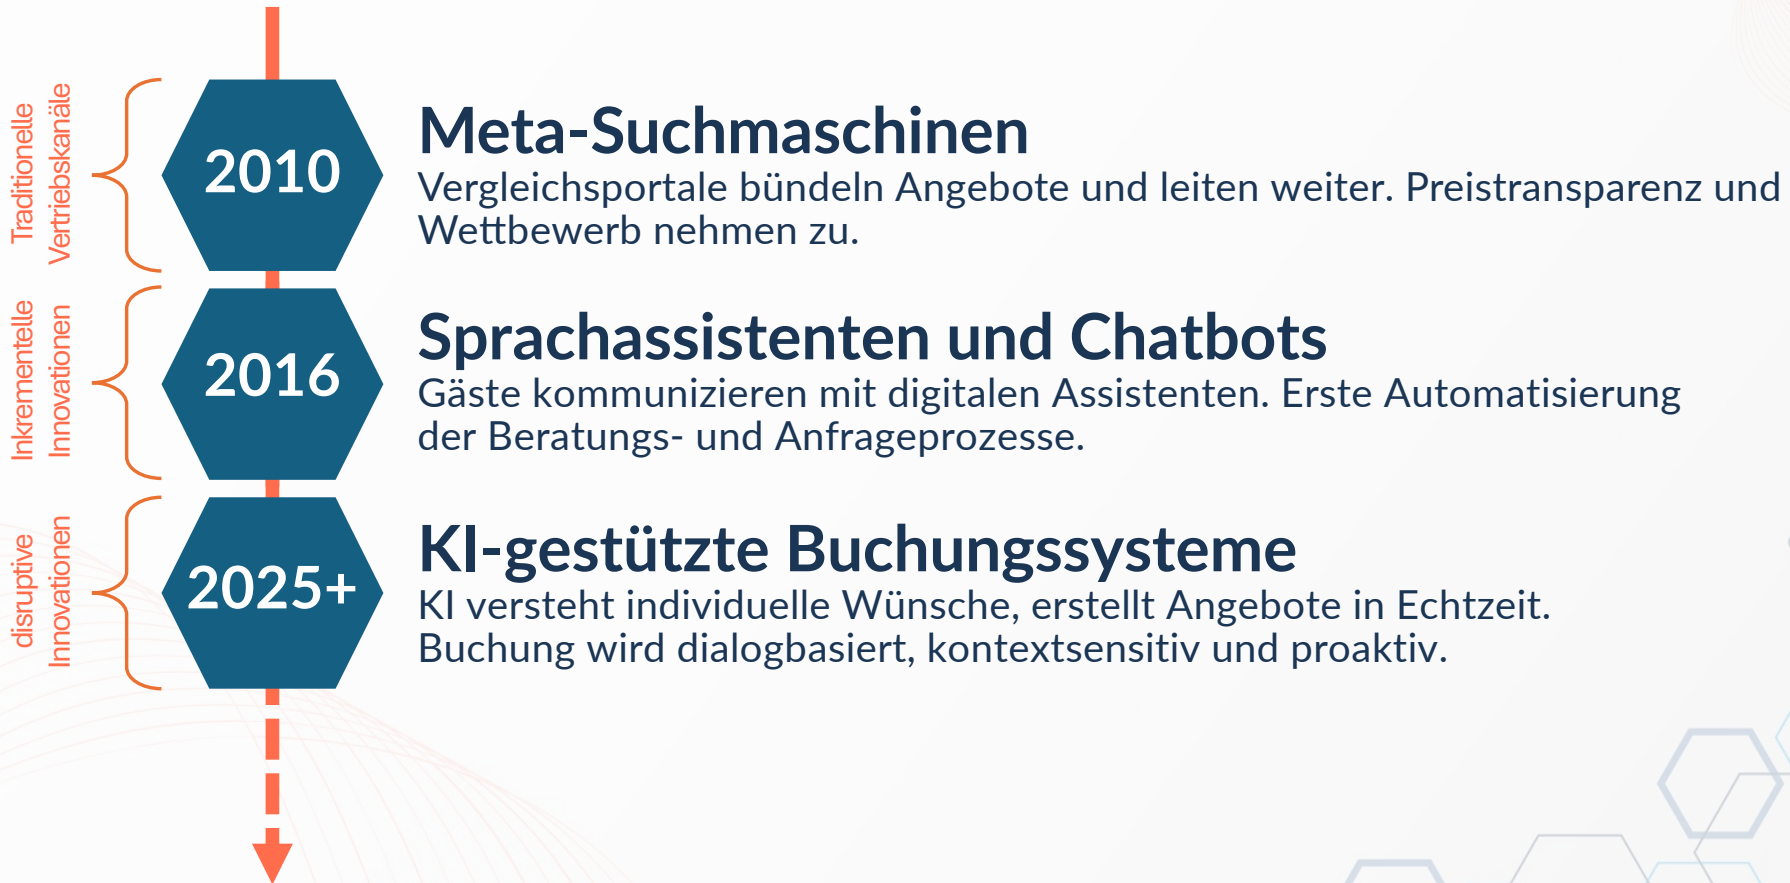 Traditionelle
Vertriebskanäle
2010
Meta-Suchmaschinen
Vergleichsportale bündeln Angebote und leiten weiter. Preistransparenz und
Wettbewerb nehmen zu.
Inkrementelle
Innovationen
2016
Sprachassistenten und Chatbots
Gäste kommunizieren mit digitalen Assistenten. Erste Automatisierung
der Beratungs- und Anfrageprozesse.
disruptive
Innovationen
2025+
KI-gestützte Buchungssysteme
KI versteht individuelle Wünsche, erstellt Angebote in Echtzeit.
Buchung wird dialogbasiert, kontextsensitiv und proaktiv.